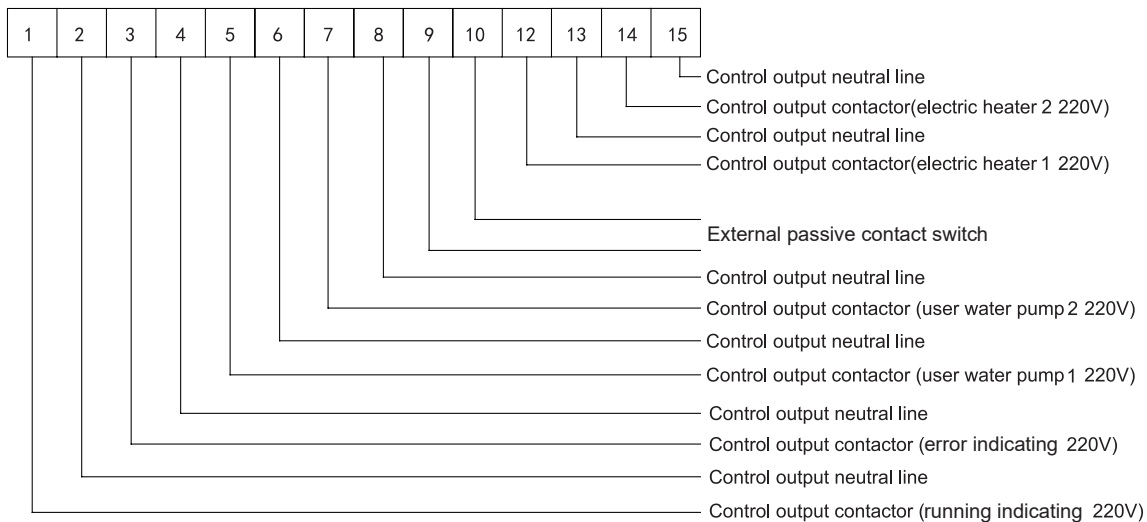 1 2 3 4 5 6 7 8 9 10 12 13 14 15
Control output neutral line
Control output contactor(electric heater 2 220V)
Control output neutral line
Control output contactor(electric heater 1 220V)
External passive contact switch
Control output neutral line
Control output contactor (user water pump 2 220V)
Control output neutral line
Control output contactor (user water pump 1 220V)
Control output neutral line
Control output contactor (error indicating 220V)
Control output neutral line
Control output contactor (running indicating 220V)